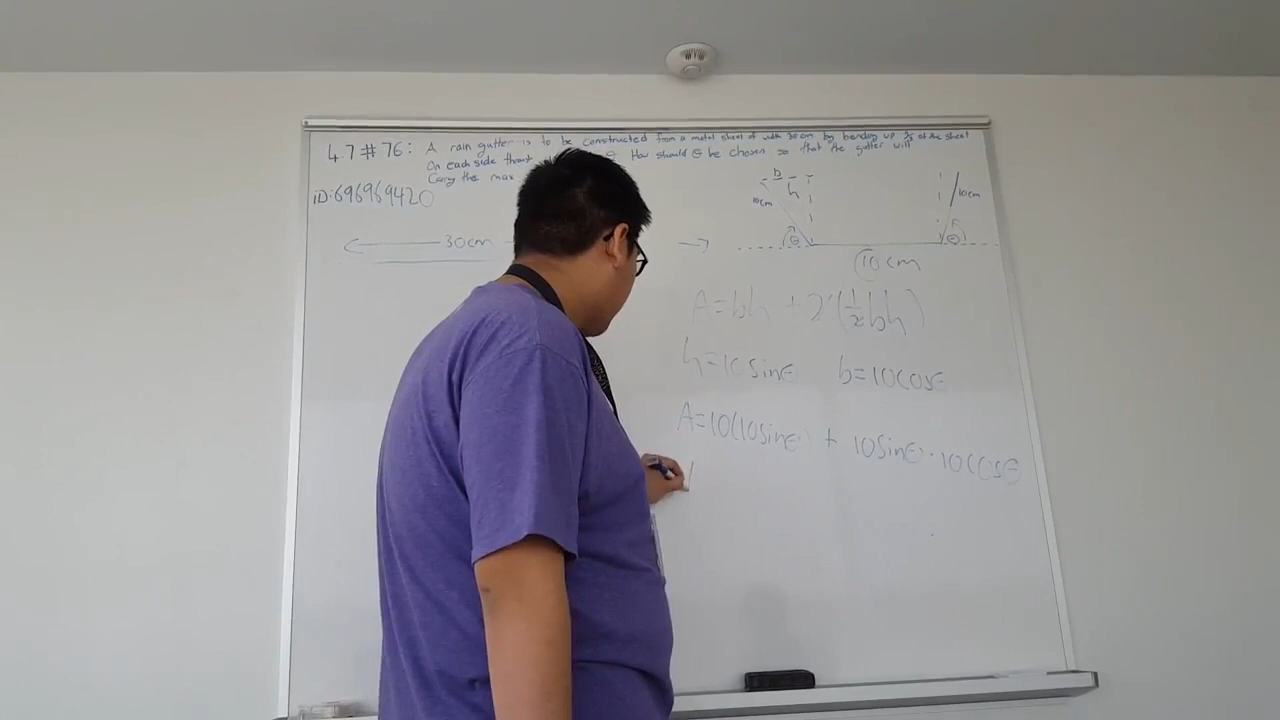 4.7 #76: A rain gutter is to be constructed from a metal sheet of width 30cm by bending up 1/3 of the sheet
On each side θ. How should θ be chosen so that the gutter will
Carry the max
ID:696969420
b
h
10cm
10cm
30cm
θ
θ
10 cm
A=bh + 2(1/2bh)
h=10sinθ b=10cosθ
A=10(10sinθ) + 10sinθ·10cosθ